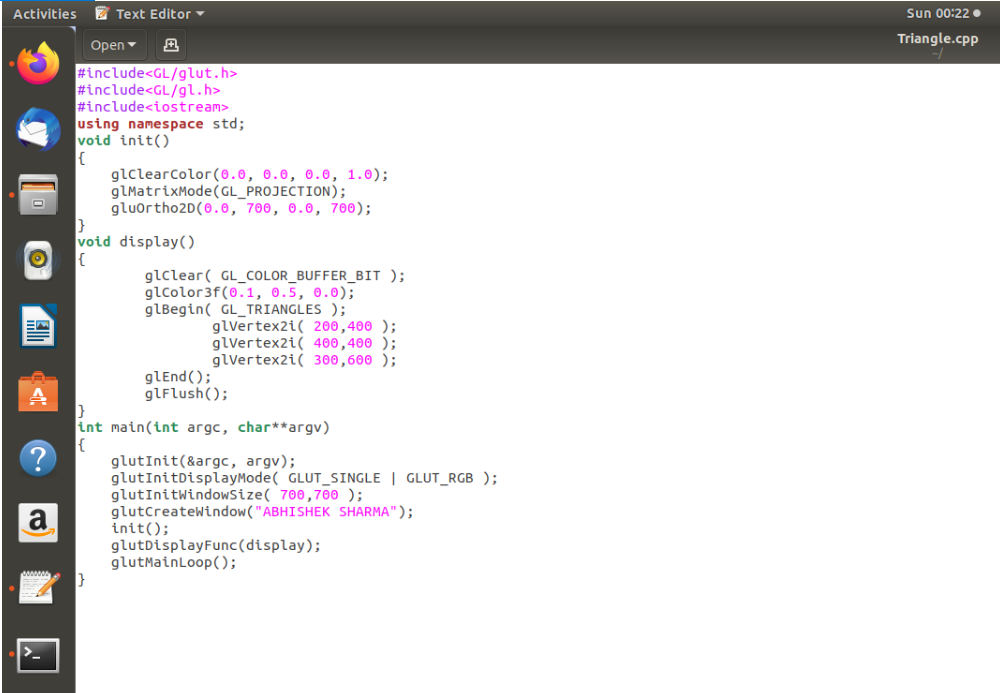 Activities Text Editor Sun 00:22
Open Triangle.cpp
~/
#include<GL/glut.h>
#include<GL/gl.h>
#include<iostream>
using namespace std;
void init()
{
    glClearColor(0.0, 0.0, 0.0, 1.0);
    glMatrixMode(GL_PROJECTION);
    gluOrtho2D(0.0, 700, 0.0, 700);
}
void display()
{
        glClear( GL_COLOR_BUFFER_BIT );
        glColor3f(0.1, 0.5, 0.0);
        glBegin( GL_TRIANGLES );
                glVertex2i( 200,400 );
                glVertex2i( 400,400 );
                glVertex2i( 300,600 );
        glEnd();
        glFlush();
}
int main(int argc, char**argv)
{
    glutInit(&argc, argv);
    glutInitDisplayMode( GLUT_SINGLE | GLUT_RGB );
    glutInitWindowSize( 700,700 );
    glutCreateWindow("ABHISHEK SHARMA");
    init();
    glutDisplayFunc(display);
    glutMainLoop();
}